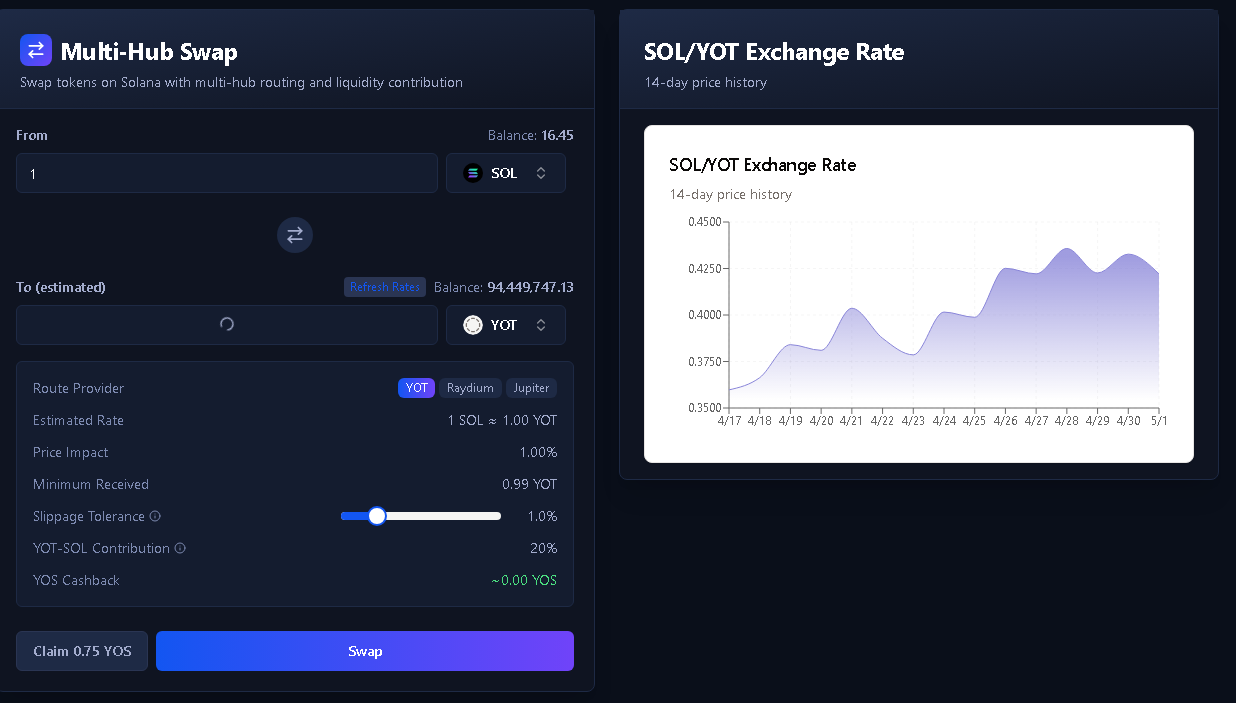 Multi-Hub Swap
Swap tokens on Solana with multi-hub routing and liquidity contribution
From
Balance: 16.45
1
SOL
To (estimated)
Refresh Rates
Balance: 94,449,747.13
YOT
Route Provider
YOT
Raydium
Jupiter
Estimated Rate
1 SOL ≈ 1.00 YOT
Price Impact
1.00%
Minimum Received
0.99 YOT
Slippage Tolerance
1.0%
YOT-SOL Contribution
20%
YOS Cashback
~0.00 YOS
Claim 0.75 YOS
Swap
SOL/YOT Exchange Rate
14-day price history
SOL/YOT Exchange Rate
14-day price history
0.4500
0.4250
0.4000
0.3750
0.3500
4/17 4/18 4/19 4/20 4/21 4/22 4/23 4/24 4/25 4/26 4/27 4/28 4/29 4/30 5/1